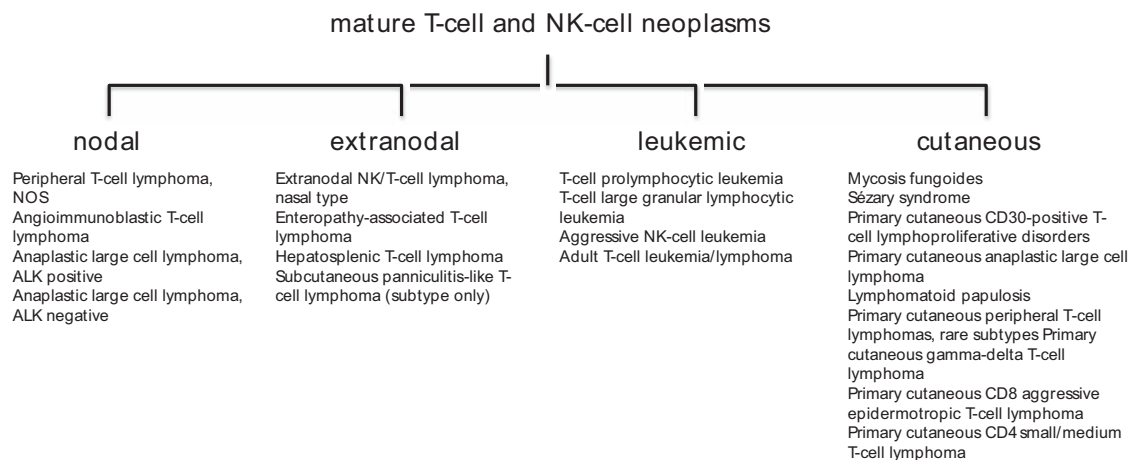 mature T-cell and NK-cell neoplasms
nodal
Peripheral T-cell lymphoma,
NOS
Angioimmunoblastic T-cell
lymphoma
Anaplastic large cell lymphoma,
ALK positive
Anaplastic large cell lymphoma,
ALK negative
extranodal
Extranodal NK/T-cell lymphoma,
nasal type
Enteropathy-associated T-cell
lymphoma
Hepatosplenic T-cell lymphoma
Subcutaneous panniculitis-like T-
cell lymphoma (subtype only)
leukemic
T-cell prolymphocytic leukemia
T-cell large granular lymphocytic
leukemia
Aggressive NK-cell leukemia
Adult T-cell leukemia/lymphoma
cutaneous
Mycosis fungoides
Sézary syndrome
Primary cutaneous CD30-positive T-
cell lymphoproliferative disorders
Primary cutaneous anaplastic large cell
lymphoma
Lymphomatoid papulosis
Primary cutaneous peripheral T-cell
lymphomas, rare subtypes Primary
cutaneous gamma-delta T-cell
lymphoma
Primary cutaneous CD8 aggressive
epidermotropic T-cell lymphoma
Primary cutaneous CD4 small/medium
T-cell lymphoma